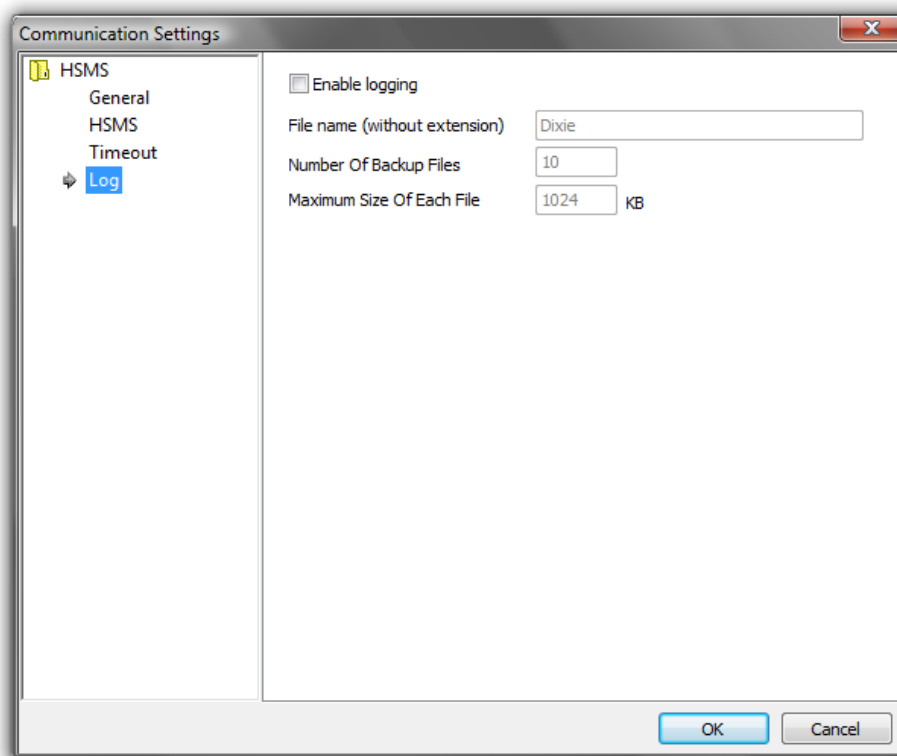 Communication Settings
HSMS
General
HSMS
Timeout
Log
Enable logging
File name (without extension) Dixie
Number Of Backup Files 10
Maximum Size Of Each File 1024 KB
OK Cancel